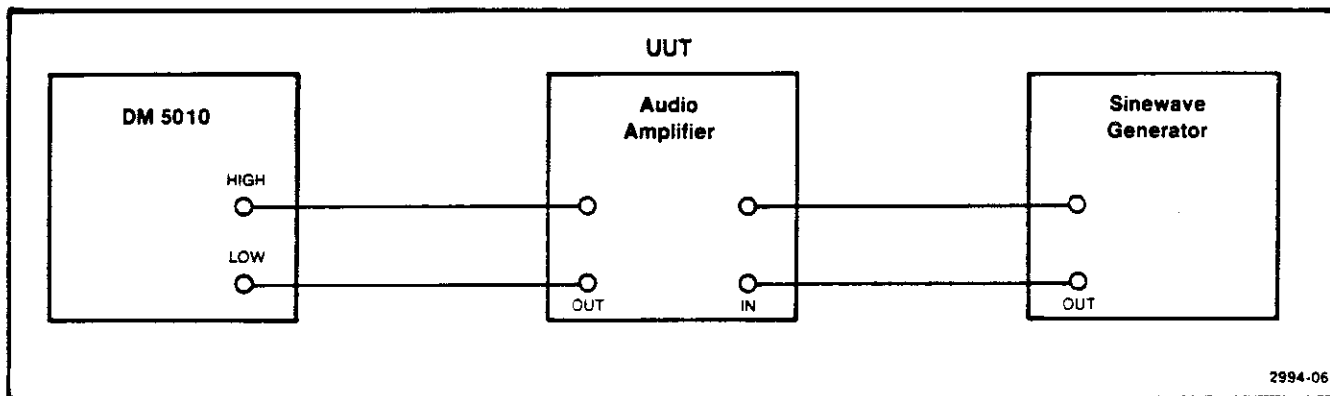 UUT
DM 5010
HIGH
LOW
Audio
Amplifier
OUT
IN
Sinewave
Generator
OUT
2994-06